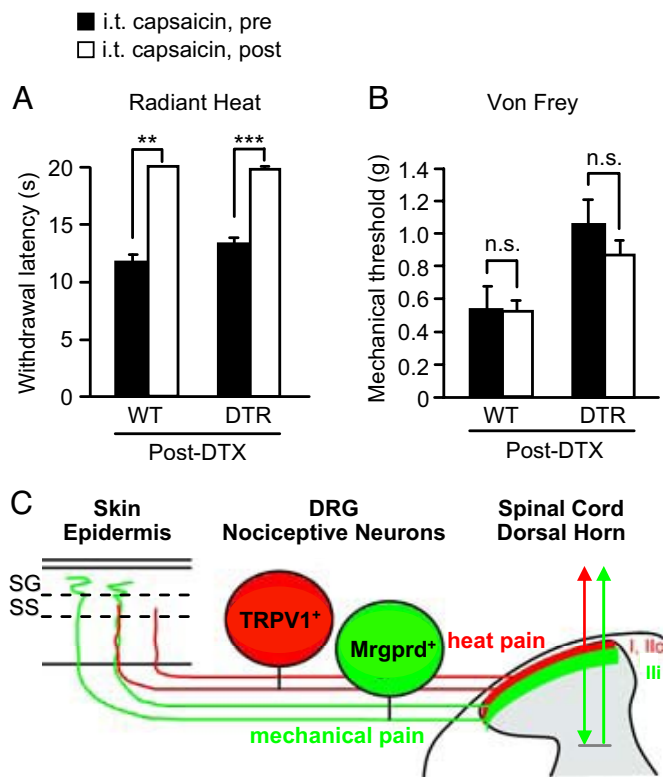 i.t. capsaicin, pre
i.t. capsaicin, post
A
Radiant Heat
Withdrawal latency (s)
20
15
10
5
0
**
***
WT
DTR
Post-DTX
B
Von Frey
Mechanical threshold (g)
1.4
1.2
1.0
0.8
0.6
0.4
0.2
0
n.s.
n.s.
WT
DTR
Post-DTX
C
Skin
Epidermis
DRG
Nociceptive Neurons
Spinal Cord
Dorsal Horn
SG
SS
TRPV1⁺
Mrgprd⁺
heat pain
mechanical pain
I, IIo
IIi